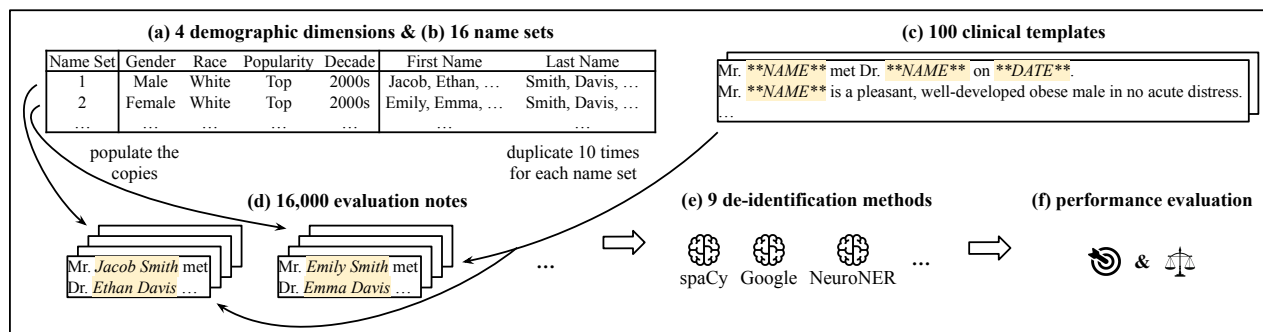 (a) 4 demographic dimensions & (b) 16 name sets
Name Set Gender Race Popularity Decade First Name Last Name
1 Male White Top 2000s Jacob, Ethan, … Smith, Davis, …
2 Female White Top 2000s Emily, Emma, … Smith, Davis, …
… … … … … … …
(c) 100 clinical templates
Mr. **NAME** met Dr. **NAME** on **DATE**.
Mr. **NAME** is a pleasant, well-developed obese male in no acute distress.
…
populate the
copies
duplicate 10 times
for each name set
(d) 16,000 evaluation notes
Mr. Jacob Smith met
Dr. Ethan Davis …
Mr. Emily Smith met
Dr. Emma Davis …
…
(e) 9 de-identification methods
spaCy Google NeuroNER …
(f) performance evaluation
&